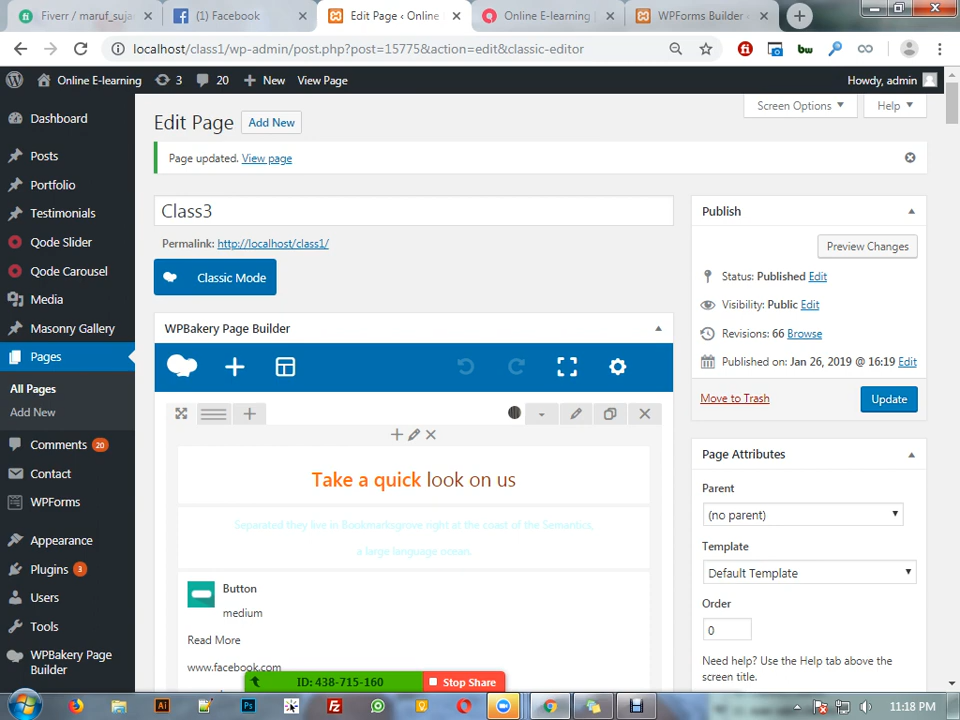 Fiverr / maruf_suja
(1) Facebook
Edit Page ‹ Online
Online E-learning |
WPForms Builder ‹
localhost/class1/wp-admin/post.php?post=15775&action=edit&classic-editor
Online E-learning
3
20
New
View Page
Howdy, admin
Screen Options
Help
Edit Page
Add New
Page updated. View page
Class3
Permalink: http://localhost/class1/
Classic Mode
WPBakery Page Builder
Take a quick look on us
Separated they live in Bookmarksgrove right at the coast of the Semantics,
a large language ocean.
Button
medium
Read More
www.facebook.com
Dashboard
Posts
Portfolio
Testimonials
Qode Slider
Qode Carousel
Media
Masonry Gallery
Pages
All Pages
Add New
Comments 20
Contact
WPForms
Appearance
Plugins 3
Users
Tools
WPBakery Page
Builder
Publish
Preview Changes
Status: Published Edit
Visibility: Public Edit
Revisions: 66 Browse
Published on: Jan 26, 2019 @ 16:19 Edit
Move to Trash
Update
Page Attributes
Parent
(no parent)
Template
Default Template
Order
0
Need help? Use the Help tab above the
screen title.
ID: 438-715-160
Stop Share
11:18 PM